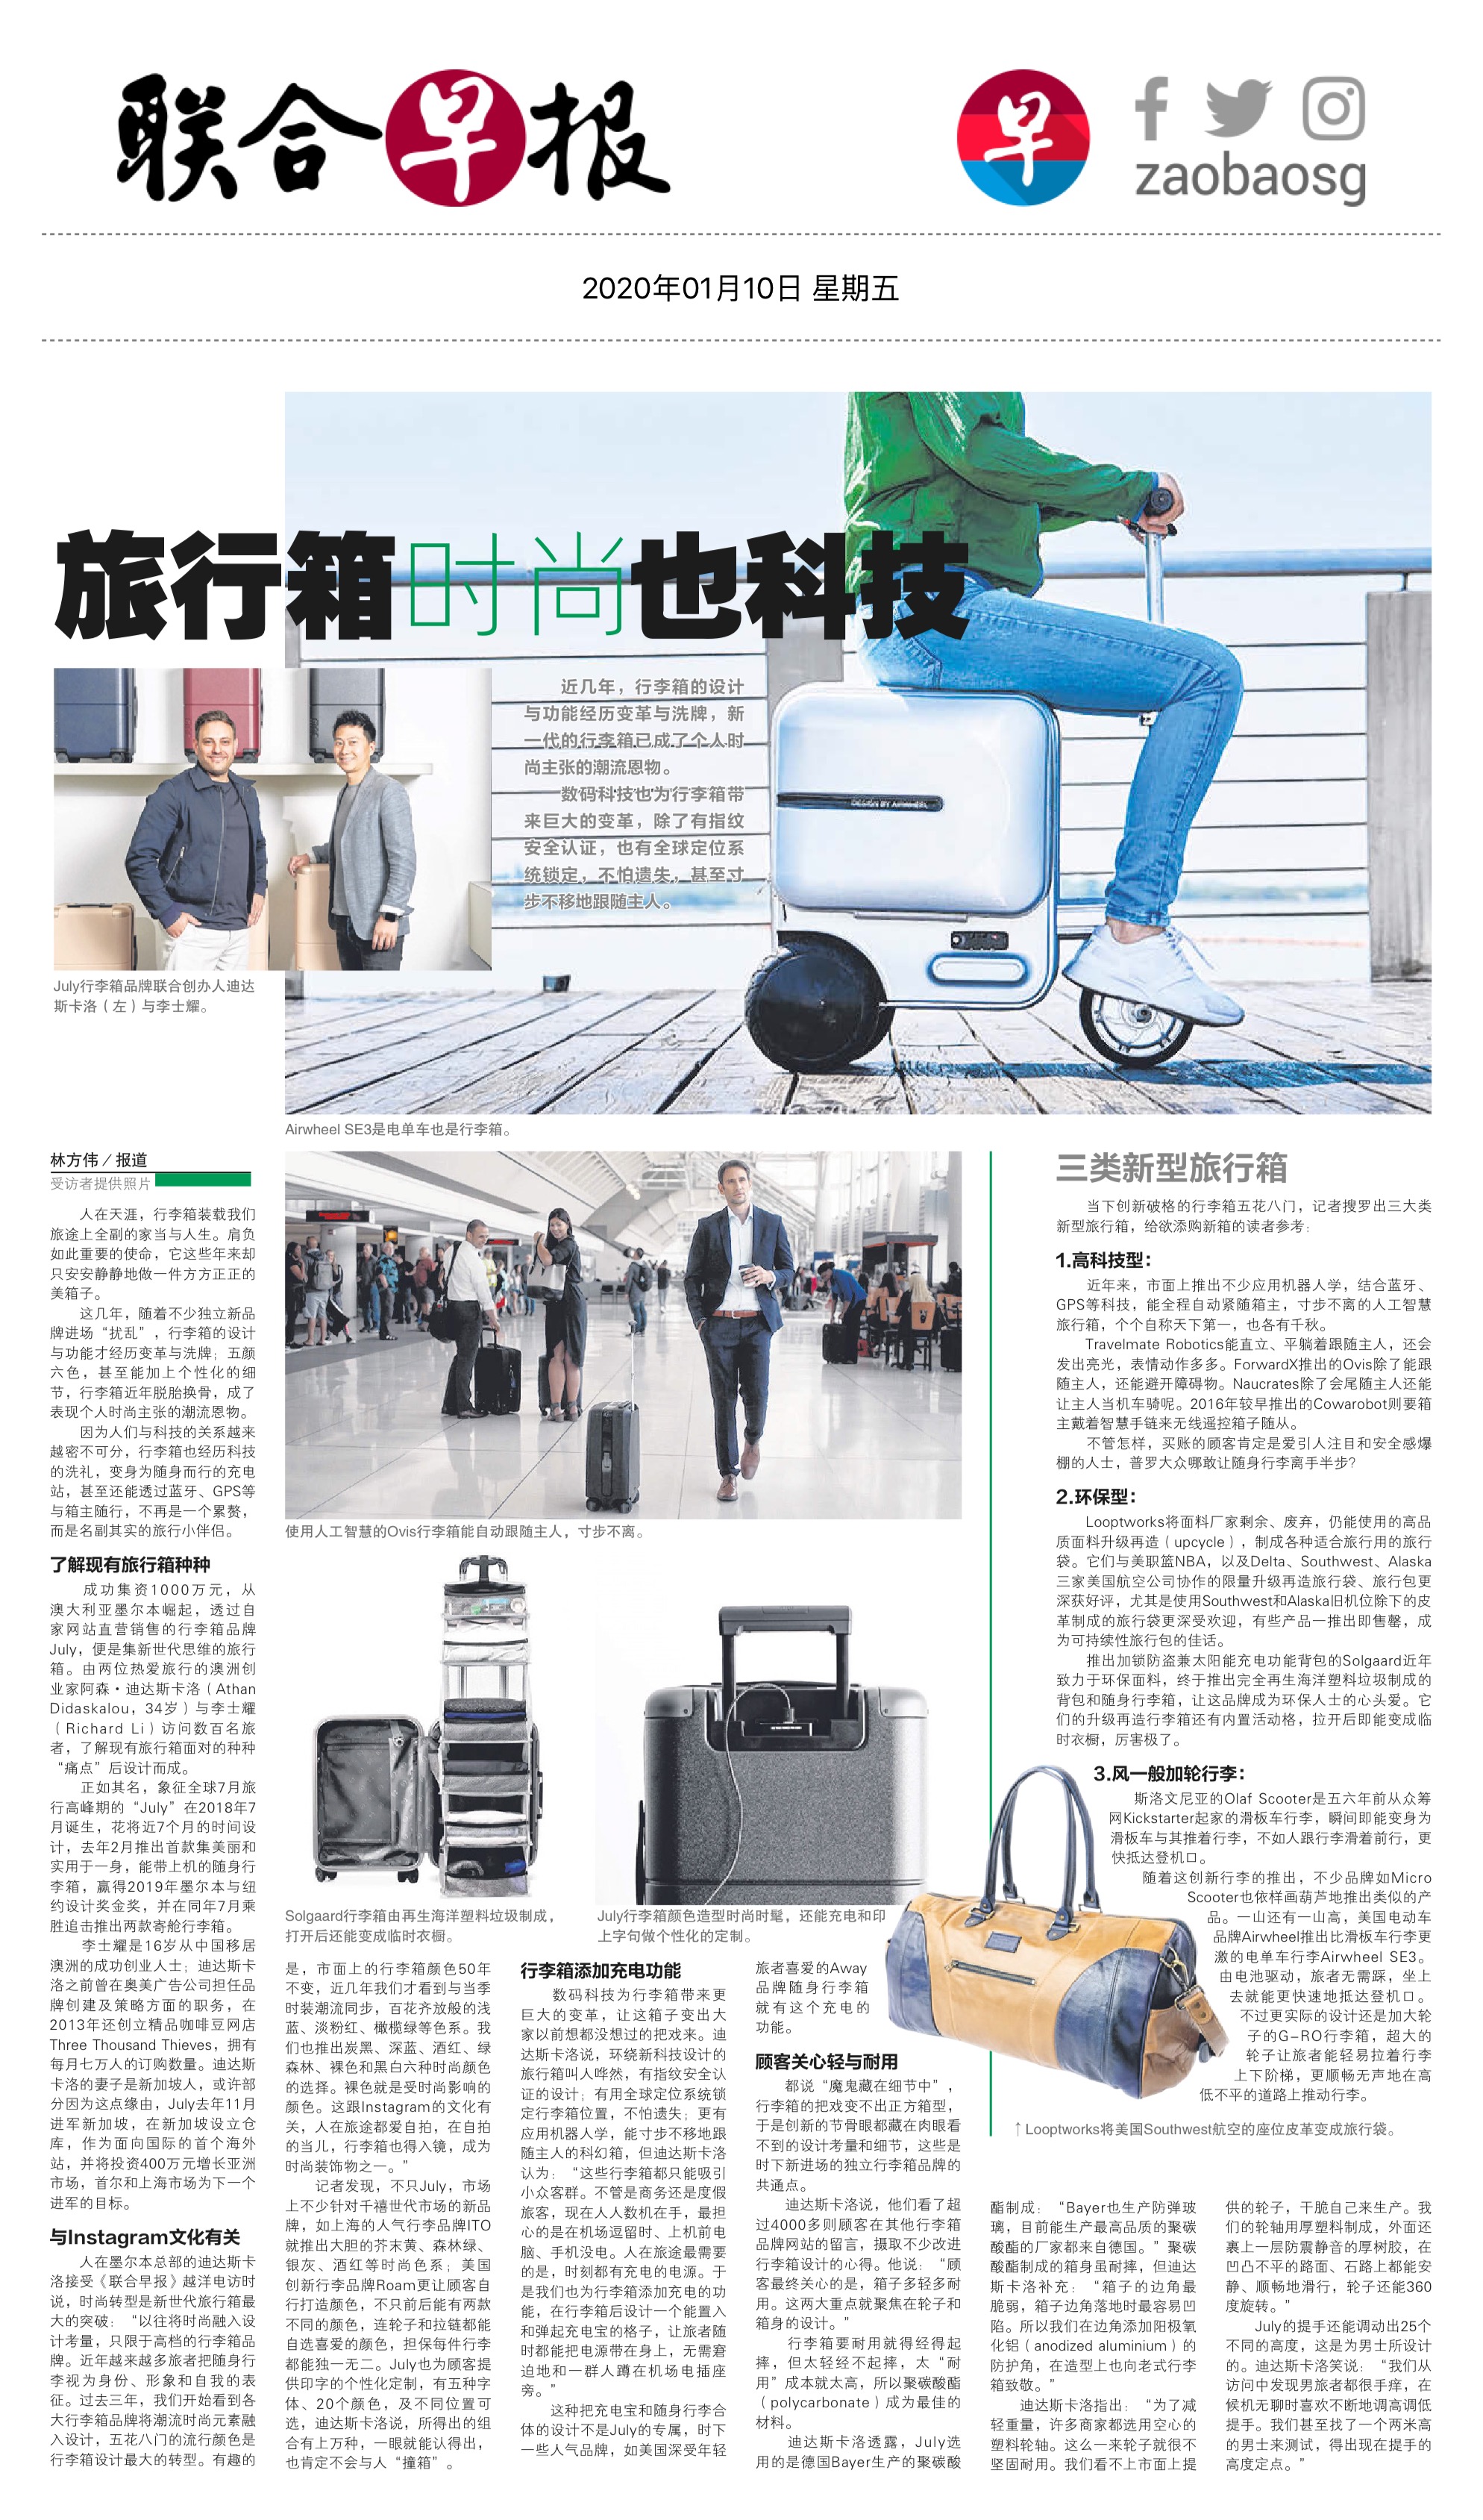 联合早报
早
zaobaosg
2020年01月10日 星期五
旅行箱时尚也科技
近几年，行李箱的设计
与功能经历变革与洗牌，新
一代的行李箱已成了个人时
尚主张的潮流恩物。
数码科技也为行李箱带
来巨大的变革，除了有指纹
安全认证，也有全球定位系
统锁定，不怕遗失，甚至寸
步不移地跟随主人。
DESIGN BY AIRWHEEL
July行李箱品牌联合创办人迪达
斯卡洛（左）与李士耀。
Airwheel SE3是电单车也是行李箱。
林方伟／报道
受访者提供照片
人在天涯，行李箱装载我们
旅途上全副的家当与人生。肩负
如此重要的使命，它这些年来却
只安安静静地做一件方方正正的
美箱子。
这几年，随着不少独立新品
牌进场“扰乱”，行李箱的设计
与功能才经历变革与洗牌；五颜
六色，甚至能加上个性化的细
节，行李箱近年脱胎换骨，成了
表现个人时尚主张的潮流恩物。
因为人们与科技的关系越来
越密不可分，行李箱也经历科技
的洗礼，变身为随身而行的充电
站，甚至还能透过蓝牙、GPS等
与箱主随行，不再是一个累赘，
而是名副其实的旅行小伴侣。
了解现有旅行箱种种
成功集资1000万元，从
澳大利亚墨尔本崛起，透过自
家网站直营销售的行李箱品牌
July，便是集新世代思维的旅行
箱。由两位热爱旅行的澳洲创
业家阿森·迪达斯卡洛（Athan
Didaskalou，34岁）与李士耀
（Richard Li）访问数百名旅
者，了解现有旅行箱面对的种种
“痛点”后设计而成。
正如其名，象征全球7月旅
行高峰期的“July”在2018年7
月诞生，花将近7个月的时间设
计，去年2月推出首款集美丽和
实用于一身，能带上机的随身行
李箱，赢得2019年墨尔本与纽
约设计奖金奖，并在同年7月乘
胜追击推出两款寄舱行李箱。
李士耀是16岁从中国移居
澳洲的成功创业人士；迪达斯卡
洛之前曾在奥美广告公司担任品
牌创建及策略方面的职务，在
2013年还创立精品咖啡豆网店
Three Thousand Thieves，拥有
每月七万人的订购数量。迪达斯
卡洛的妻子是新加坡人，或许部
分因为这点缘由，July去年11月
进军新加坡，在新加坡设立仓
库，作为面向国际的首个海外
站，并将投资400万元增长亚洲
市场，首尔和上海市场为下一个
进军的目标。
与Instagram文化有关
人在墨尔本总部的迪达斯卡
洛接受《联合早报》越洋电访时
说，时尚转型是新世代旅行箱最
大的突破：“以往将时尚融入设
计考量，只限于高档的行李箱品
牌。近年越来越多旅者把随身行
李视为身份、形象和自我的表
征。过去三年，我们开始看到各
大行李箱品牌将潮流时尚元素融
入设计，五花八门的流行颜色是
行李箱设计最大的转型。有趣的
使用人工智慧的Ovis行李箱能自动跟随主人，寸步不离。
Solgaard行李箱由再生海洋塑料垃圾制成，
打开后还能变成临时衣橱。
July行李箱颜色造型时尚时髦，还能充电和印
上字句做个性化的定制。
是，市面上的行李箱颜色50年
不变，近几年我们才看到与当季
时装潮流同步，百花齐放般的浅
蓝、淡粉红、橄榄绿等色系。我
们也推出炭黑、深蓝、酒红、绿
森林、裸色和黑白六种时尚颜色
的选择。裸色就是受时尚影响的
颜色。这跟Instagram的文化有
关，人在旅途都爱自拍，在自拍
的当儿，行李箱也得入镜，成为
时尚装饰物之一。”
记者发现，不只July，市场
上不少针对千禧世代市场的新品
牌，如上海的人气行李品牌ITO
就推出大胆的芥末黄、森林绿、
银灰、酒红等时尚色系；美国
创新行李品牌Roam更让顾客自
行打造颜色，不只前后能有两款
不同的颜色，连轮子和拉链都能
自选喜爱的颜色，担保每件行李
都能独一无二。July也为顾客提
供印字的个性化定制，有五种字
体、20个颜色，及不同位置可
选，迪达斯卡洛说，所得出的组
合有上万种，一眼就能认得出，
也肯定不会与人“撞箱”。
行李箱添加充电功能
数码科技为行李箱带来更
巨大的变革，让这箱子变出大
家以前想都没想过的把戏来。迪
达斯卡洛说，环绕新科技设计的
旅行箱叫人哗然，有指纹安全认
证的设计；有用全球定位系统锁
定行李箱位置，不怕遗失；更有
应用机器人学，能寸步不移地跟
随主人的科幻箱，但迪达斯卡洛
认为：“这些行李箱都只能吸引
小众客群。不管是商务还是度假
旅客，现在人人数机在手，最担
心的是在机场逗留时、上机前电
脑、手机没电。人在旅途最需要
的是，时刻都有充电的电源。于
是我们也为行李箱添加充电的功
能，在行李箱后设计一个能置入
和弹起充电宝的格子，让旅者随
时都能把电源带在身上，无需窘
迫地和一群人蹲在机场电插座
旁。”
这种把充电宝和随身行李合
体的设计不是July的专属，时下
一些人气品牌，如美国深受年轻
旅者喜爱的Away
品牌随身行李箱
就有这个充电的
功能。
顾客关心轻与耐用
都说“魔鬼藏在细节中”，
行李箱的把戏变不出正方箱型，
于是创新的节骨眼都藏在肉眼看
不到的设计考量和细节，这些是
时下新进场的独立行李箱品牌的
共通点。
迪达斯卡洛说，他们看了超
过4000多则顾客在其他行李箱
品牌网站的留言，摄取不少改进
行李箱设计的心得。他说：“顾
客最终关心的是，箱子多轻多耐
用。这两大重点就聚焦在轮子和
箱身的设计。”
行李箱要耐用就得经得起
摔，但太轻经不起摔，太“耐
用”成本就太高，所以聚碳酸酯
（polycarbonate）成为最佳的
材料。
迪达斯卡洛透露，July选
用的是德国Bayer生产的聚碳酸
酯制成：“Bayer也生产防弹玻
璃，目前能生产最高品质的聚碳
酸酯的厂家都来自德国。”聚碳
酸酯制成的箱身虽耐摔，但迪达
斯卡洛补充：“箱子的边角最
脆弱，箱子边角落地时最容易凹
陷。所以我们在边角添加阳极氧
化铝（anodized aluminium）的
防护角，在造型上也向老式行李
箱致敬。”
迪达斯卡洛指出：“为了减
轻重量，许多商家都选用空心的
塑料轮轴。这么一来轮子就很不
坚固耐用。我们看不上市面上提
供的轮子，干脆自己来生产。我
们的轮轴用厚塑料制成，外面还
裹上一层防震静音的厚树胶，在
凹凸不平的路面、石路上都能安
静、顺畅地滑行，轮子还能360
度旋转。”
July的提手还能调动出25个
不同的高度，这是为男士所设计
的。迪达斯卡洛笑说：“我们从
访问中发现男旅者都很手痒，在
候机无聊时喜欢不断地调高调低
提手。我们甚至找了一个两米高
的男士来测试，得出现在提手的
高度定点。”
三类新型旅行箱
当下创新破格的行李箱五花八门，记者搜罗出三大类
新型旅行箱，给欲添购新箱的读者参考：
1.高科技型：
近年来，市面上推出不少应用机器人学，结合蓝牙、
GPS等科技，能全程自动紧随箱主，寸步不离的人工智慧
旅行箱，个个自称天下第一，也各有千秋。
Travelmate Robotics能直立、平躺着跟随主人，还会
发出亮光，表情动作多多。ForwardX推出的Ovis除了能跟
随主人，还能避开障碍物。Naucrates除了会尾随主人还能
让主人当机车骑呢。2016年较早推出的Cowarobot则要箱
主戴着智慧手链来无线遥控箱子随从。
不管怎样，买账的顾客肯定是爱引人注目和安全感爆
棚的人士，普罗大众哪敢让随身行李离手半步？
2.环保型：
Looptworks将面料厂家剩余、废弃，仍能使用的高品
质面料升级再造（upcycle），制成各种适合旅行用的旅行
袋。它们与美职篮NBA，以及Delta、Southwest、Alaska
三家美国航空公司协作的限量升级再造旅行袋、旅行包更
深获好评，尤其是使用Southwest和Alaska旧机位除下的皮
革制成的旅行袋更深受欢迎，有些产品一推出即售罄，成
为可持续性旅行包的佳话。
推出加锁防盗兼太阳能充电功能背包的Solgaard近年
致力于环保面料，终于推出完全再生海洋塑料垃圾制成的
背包和随身行李箱，让这品牌成为环保人士的心头爱。它
们的升级再造行李箱还有内置活动格，拉开后即能变成临
时衣橱，厉害极了。
3.风一般加轮行李：
斯洛文尼亚的Olaf Scooter是五六年前从众筹
网Kickstarter起家的滑板车行李，瞬间即能变身为
滑板车与其推着行李，不如人跟行李滑着前行，更
快抵达登机口。
随着这创新行李的推出，不少品牌如Micro
Scooter也依样画葫芦地推出类似的产
品。一山还有一山高，美国电动车
品牌Airwheel推出比滑板车行李更
激的电单车行李Airwheel SE3。
由电池驱动，旅者无需踩，坐上
去就能更快速地抵达登机口。
不过更实际的设计还是加大轮
子的G-RO行李箱，超大的
轮子让旅者能轻易拉着行李
上下阶梯，更顺畅无声地在高
低不平的道路上推动行李。
↑Looptworks将美国Southwest航空的座位皮革变成旅行袋。